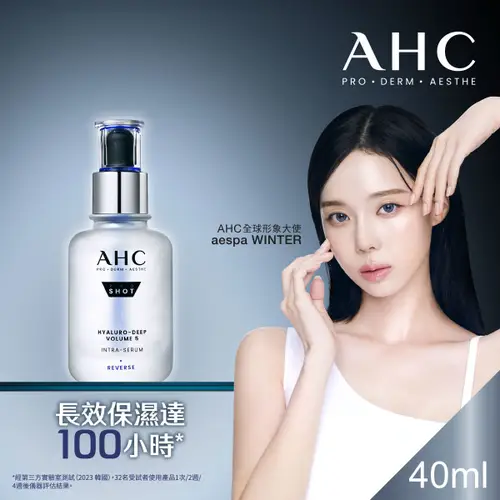 AHC
PRO • DERM • AESTHE
AHC全球形象大使
aespa WINTER
AHC
PRO • DERM • AESTHE
SHOT
HYALURO-DEEP
VOLUME 5
INTRA-SERUM
REVERSE
長效保濕達
100小時*
*經第三方實驗室測試（2023 韓國），32名受試者使用產品1次/2週/
4週後儀器評估結果。
40ml